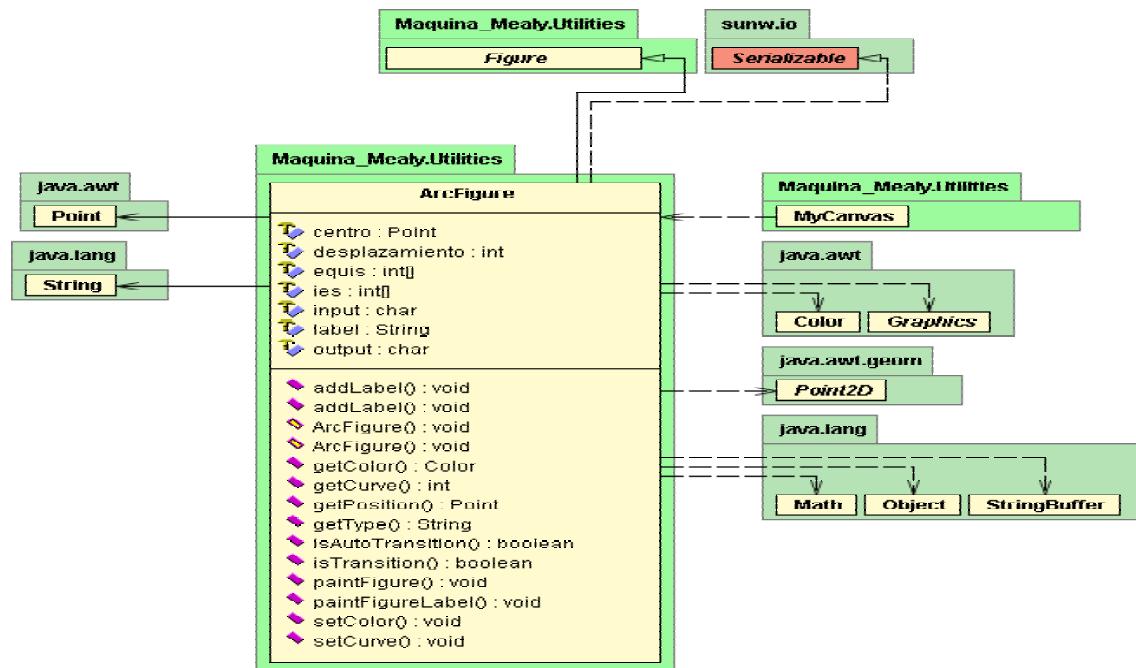 Maquina_Mealy.Utilities
Figure
sunw.io
Serializable
Maquina_Mealy.Utilities
ArcFigure
centro : Point
desplazamiento : int
equis : int[]
ies : int[]
input : char
label : String
output : char
addLabel() : void
addLabel() : void
ArcFigure() : void
ArcFigure() : void
getColor() : Color
getCurve() : int
getPosition() : Point
getType() : String
isAutoTransition() : boolean
isTransition() : boolean
paintFigure() : void
paintFigureLabel() : void
setColor() : void
setCurve() : void
java.awt
Point
java.lang
String
Maquina_Mealy.Utilities
MyCanvas
java.awt
Color
Graphics
java.awt.geom
Point2D
java.lang
Math
Object
StringBuffer